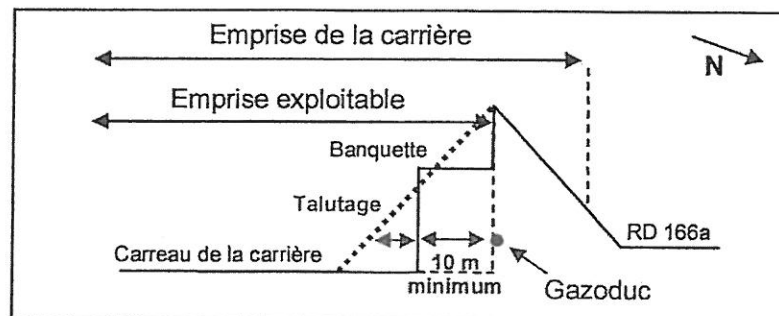 Emprise de la carrière
N
Emprise exploitable
Banquette
Talutage
RD 166a
Carreau de la carrière
10 m
minimum
Gazoduc